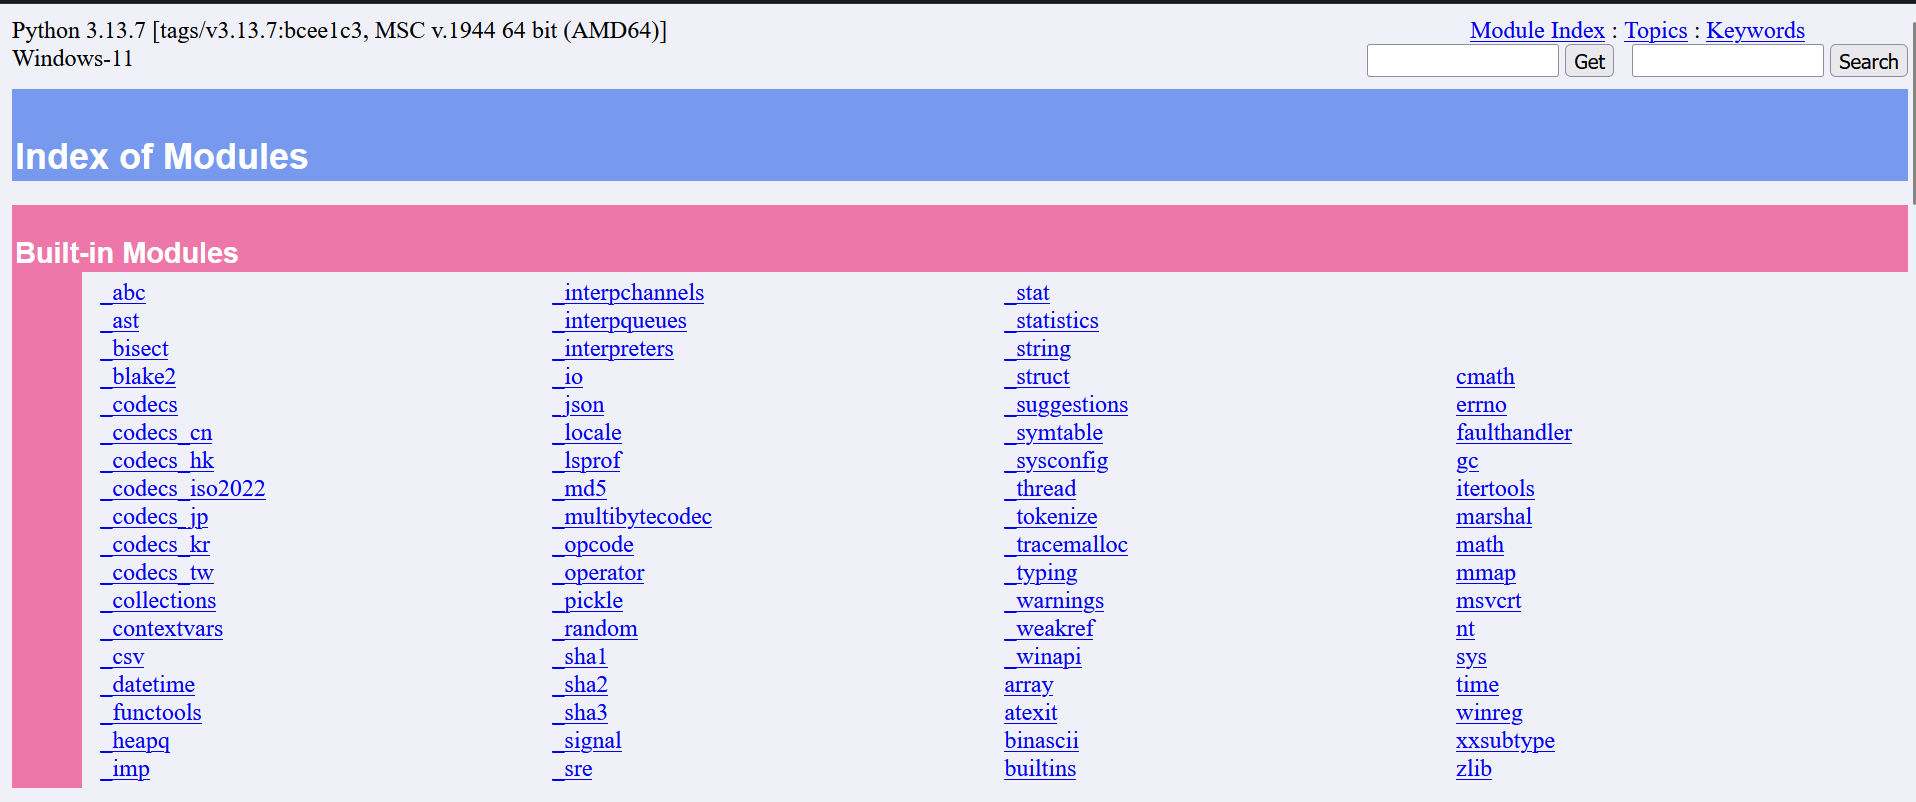 Python 3.13.7 [tags/v3.13.7:bcee1c3, MSC v.1944 64 bit (AMD64)]
Windows-11
Module Index : Topics : Keywords
Get
Search
Index of Modules
Built-in Modules
_abc
_ast
_bisect
_blake2
_codecs
_codecs_cn
_codecs_hk
_codecs_iso2022
_codecs_jp
_codecs_kr
_codecs_tw
_collections
_contextvars
_csv
_datetime
_functools
_heapq
_imp
_interpchannels
_interpqueues
_interpreters
_io
_json
_locale
_lsprof
_md5
_multibytecodec
_opcode
_operator
_pickle
_random
_sha1
_sha2
_sha3
_signal
_sre
_stat
_statistics
_string
_struct
_suggestions
_symtable
_sysconfig
_thread
_tokenize
_tracemalloc
_typing
_warnings
_weakref
_winapi
array
atexit
binascii
builtins
cmath
errno
faulthandler
gc
itertools
marshal
math
mmap
msvcrt
nt
sys
time
winreg
xxsubtype
zlib